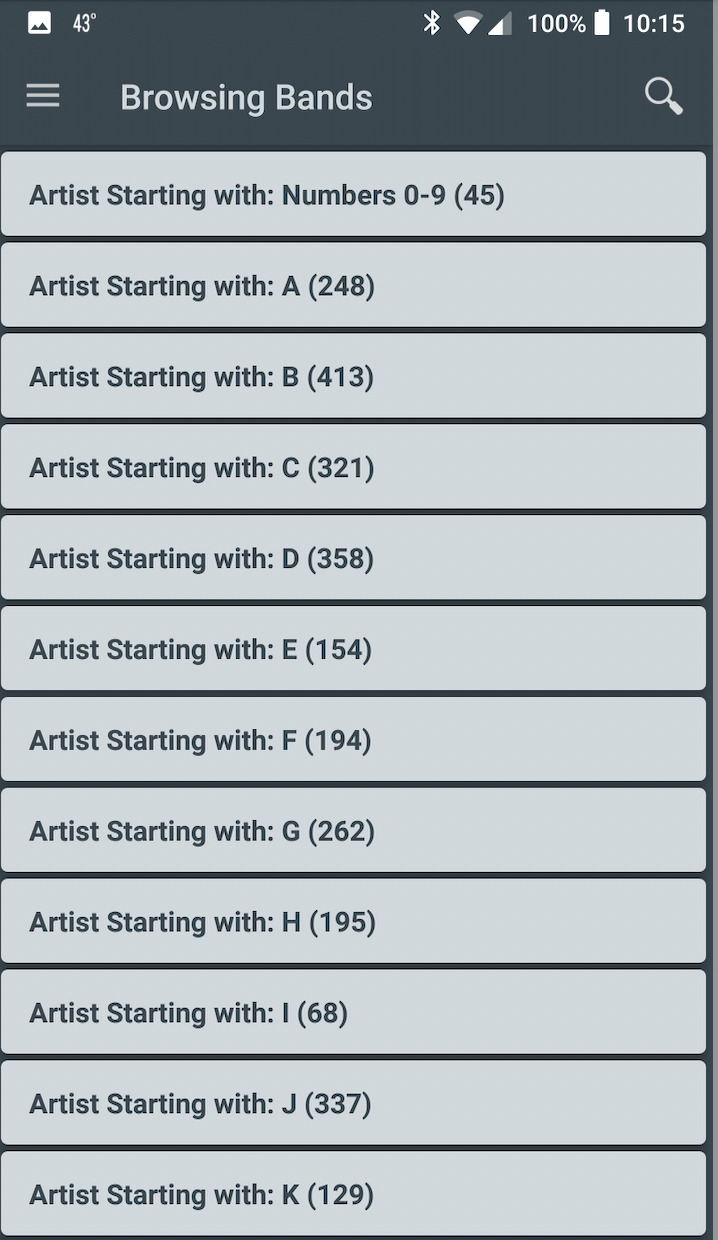 43° 100% 10:15
Browsing Bands
Artist Starting with: Numbers 0-9 (45)
Artist Starting with: A (248)
Artist Starting with: B (413)
Artist Starting with: C (321)
Artist Starting with: D (358)
Artist Starting with: E (154)
Artist Starting with: F (194)
Artist Starting with: G (262)
Artist Starting with: H (195)
Artist Starting with: I (68)
Artist Starting with: J (337)
Artist Starting with: K (129)